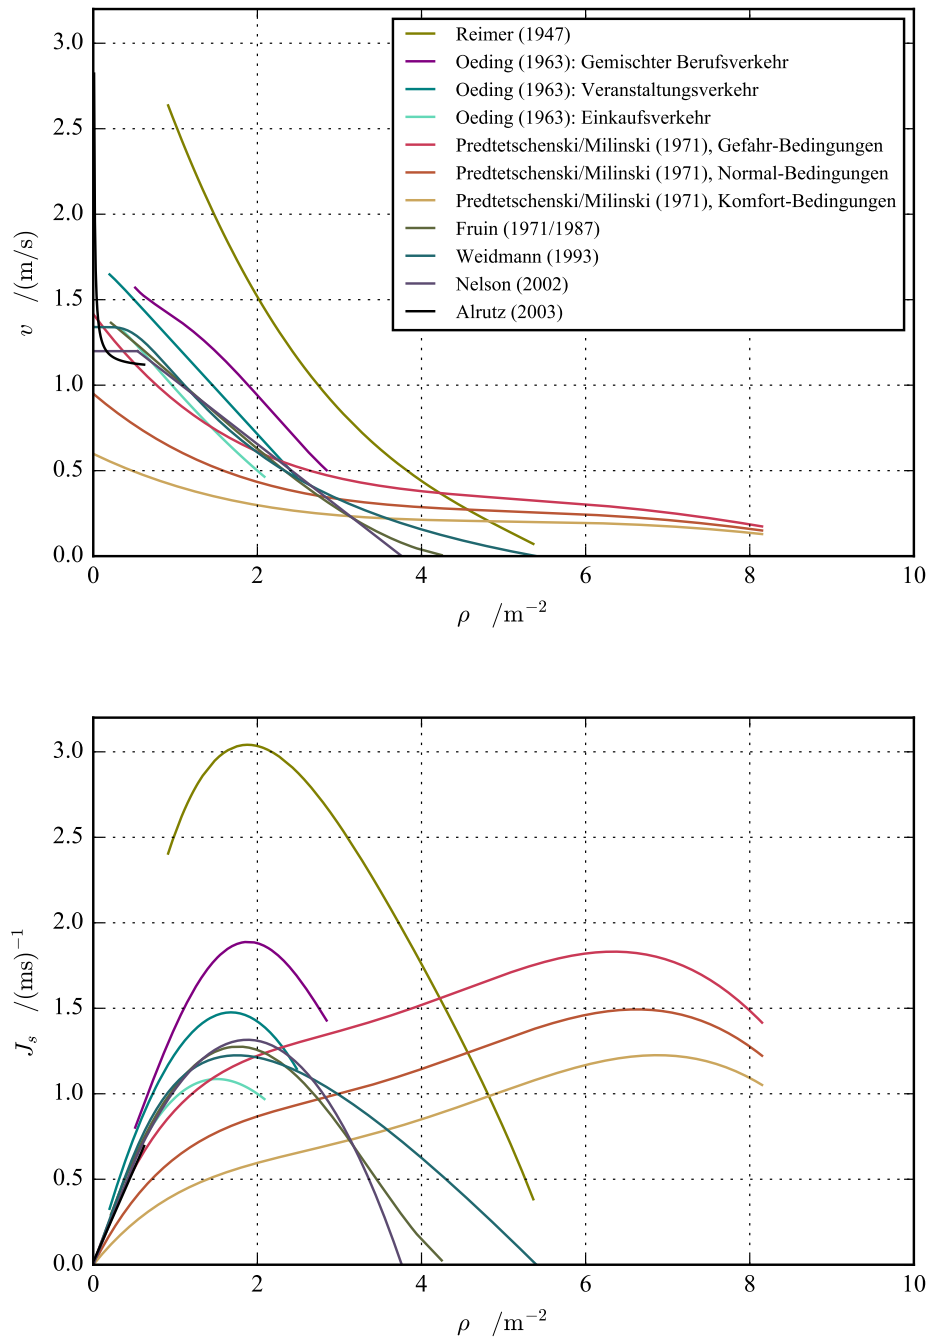 3.0
2.5
2.0
1.5
1.0
0.5
0.0
v /(m/s)
Reimer (1947)
Oeding (1963): Gemischter Berufsverkehr
Oeding (1963): Veranstaltungsverkehr
Oeding (1963): Einkaufsverkehr
Predtetschenski/Milinski (1971), Gefahr-Bedingungen
Predtetschenski/Milinski (1971), Normal-Bedingungen
Predtetschenski/Milinski (1971), Komfort-Bedingungen
Fruin (1971/1987)
Weidmann (1993)
Nelson (2002)
Alrutz (2003)
0 2 4 6 8 10
ρ /m⁻²
3.0
2.5
2.0
1.5
1.0
0.5
0.0
Jₛ /(ms)⁻¹
0 2 4 6 8 10
ρ /m⁻²